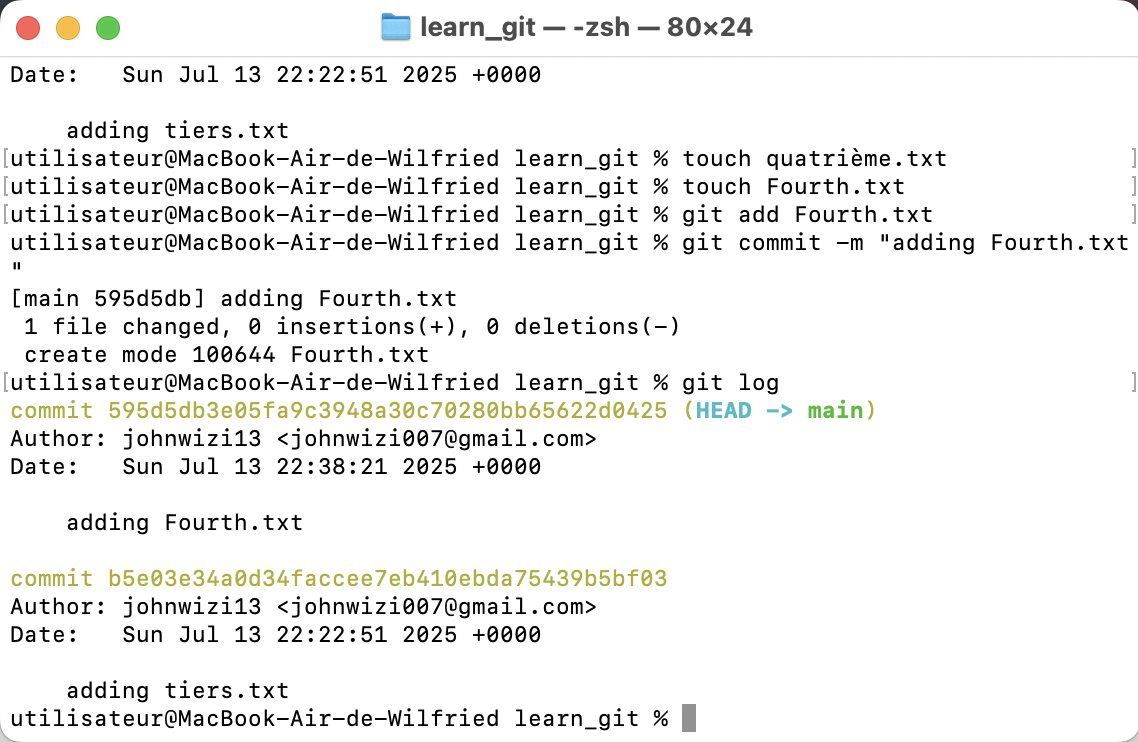 learn_git — -zsh — 80×24
Date:   Sun Jul 13 22:22:51 2025 +0000
    adding tiers.txt
[utilisateur@MacBook-Air-de-Wilfried learn_git % touch quatrième.txt ]
[utilisateur@MacBook-Air-de-Wilfried learn_git % touch Fourth.txt ]
[utilisateur@MacBook-Air-de-Wilfried learn_git % git add Fourth.txt ]
utilisateur@MacBook-Air-de-Wilfried learn_git % git commit -m "adding Fourth.txt
"
[main 595d5db] adding Fourth.txt
 1 file changed, 0 insertions(+), 0 deletions(-)
 create mode 100644 Fourth.txt
[utilisateur@MacBook-Air-de-Wilfried learn_git % git log ]
commit 595d5db3e05fa9c3948a30c70280bb65622d0425 (HEAD -> main)
Author: johnwizi13 <johnwizi007@gmail.com>
Date:   Sun Jul 13 22:38:21 2025 +0000
    adding Fourth.txt
commit b5e03e34a0d34faccee7eb410ebda75439b5bf03
Author: johnwizi13 <johnwizi007@gmail.com>
Date:   Sun Jul 13 22:22:51 2025 +0000
    adding tiers.txt
utilisateur@MacBook-Air-de-Wilfried learn_git %